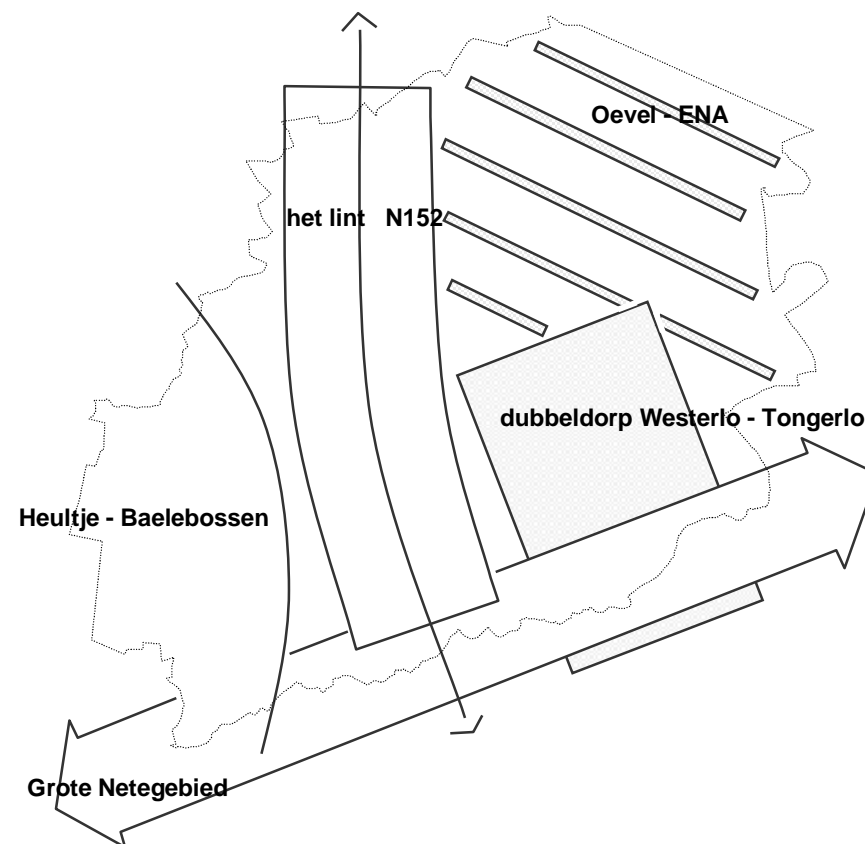 Oevel - ENA
het lint N152
dubbeldorp Westerlo - Tongerlo
Heultje - Baelebossen
Grote Netegebied